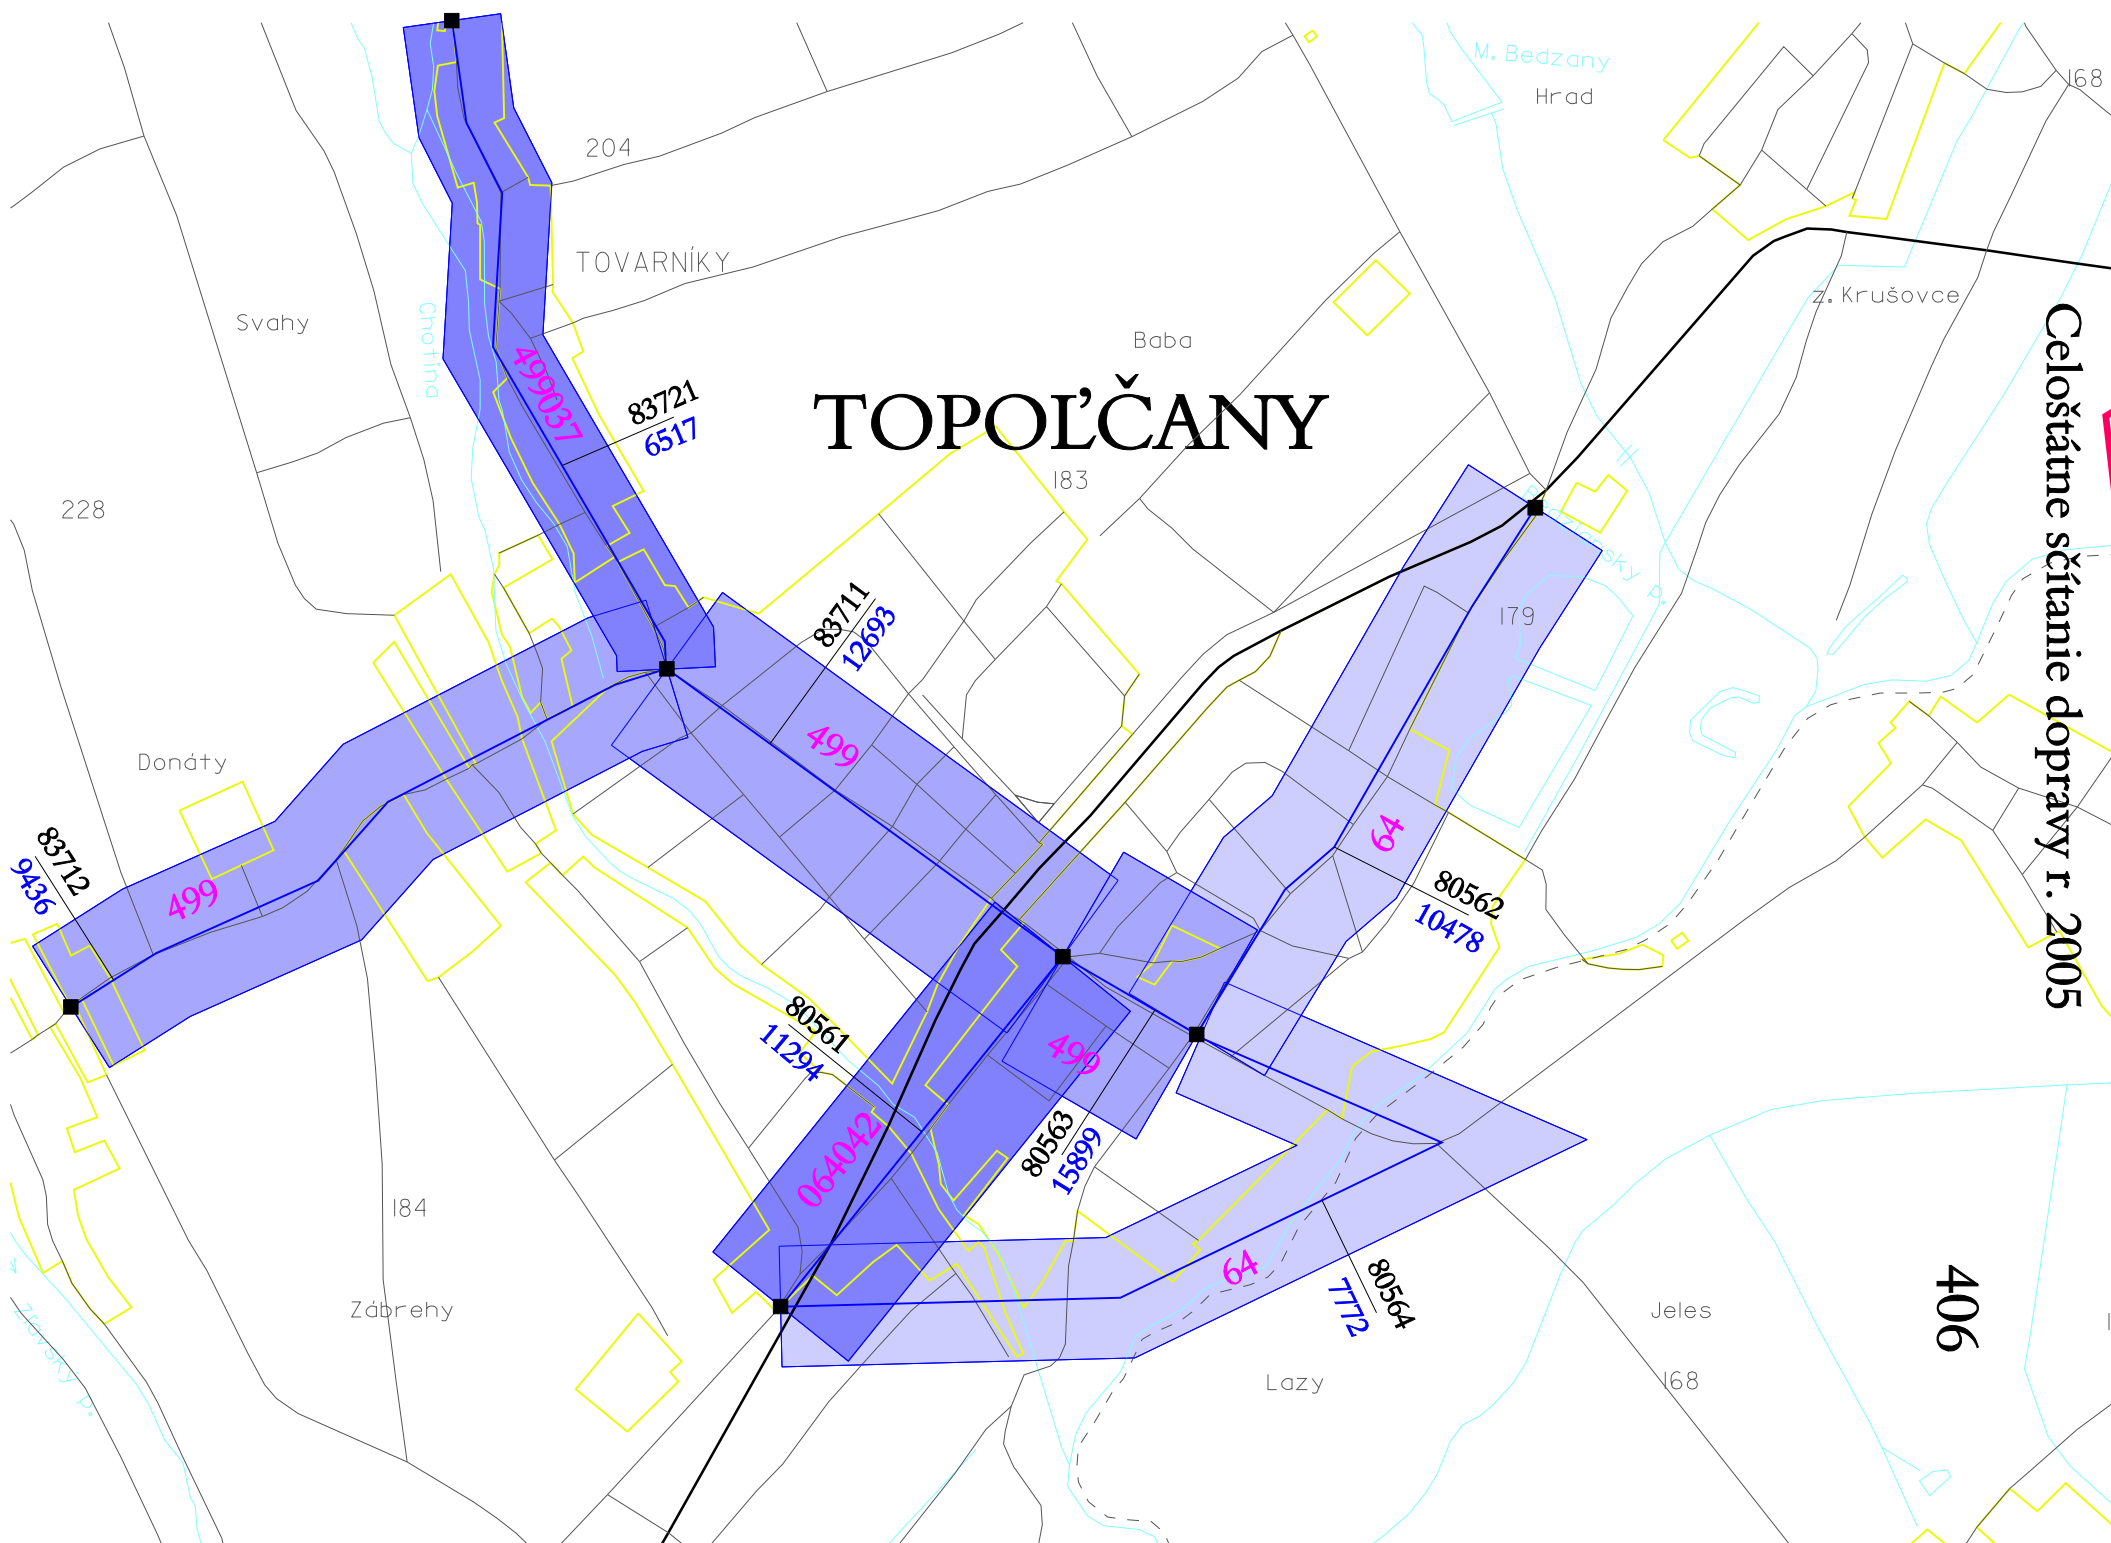 M. Bedzany
Hrad
168
204
TOVARNÍKY
z. Krušovce
Svahy
Chotina
Baba
499037
83721
6517
TOPOĽČANY
183
228
Celoštátne sčítanie dopravy r. 2005
179
83711
12693
499
Donáty
83712
9436
499
64
80562
10478
80561
11294
499
80563
15899
064042
184
Zábrehy
64
80564
7772
Jeles
406
Lazy
168